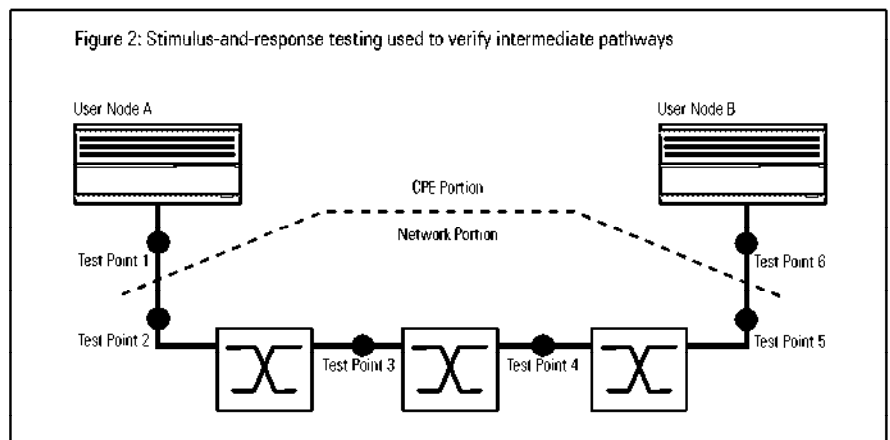 Figure 2: Stimulus-and-response testing used to verify intermediate pathways
User Node A
User Node B
CPE Portion
Network Portion
Test Point 1
Test Point 6
Test Point 2
Test Point 3
Test Point 4
Test Point 5